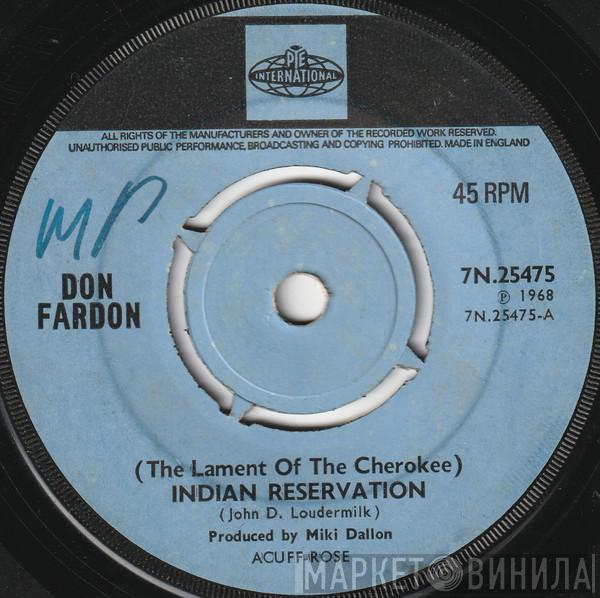 PYE
INTERNATIONAL
ALL RIGHTS OF THE MANUFACTURERS AND OWNER OF THE RECORDED WORK RESERVED.
UNAUTHORISED PUBLIC PERFORMANCE, BROADCASTING AND COPYING PROHIBITED. MADE IN ENGLAND
45 RPM
DON
FARDON
7N.25475
Ⓟ 1968
7N.25475-A
(The Lament Of The Cherokee)
INDIAN RESERVATION
(John D. Loudermilk)
Produced by Miki Dallon
ACUFF-ROSE
МАРКЕТ ВИНИЛА